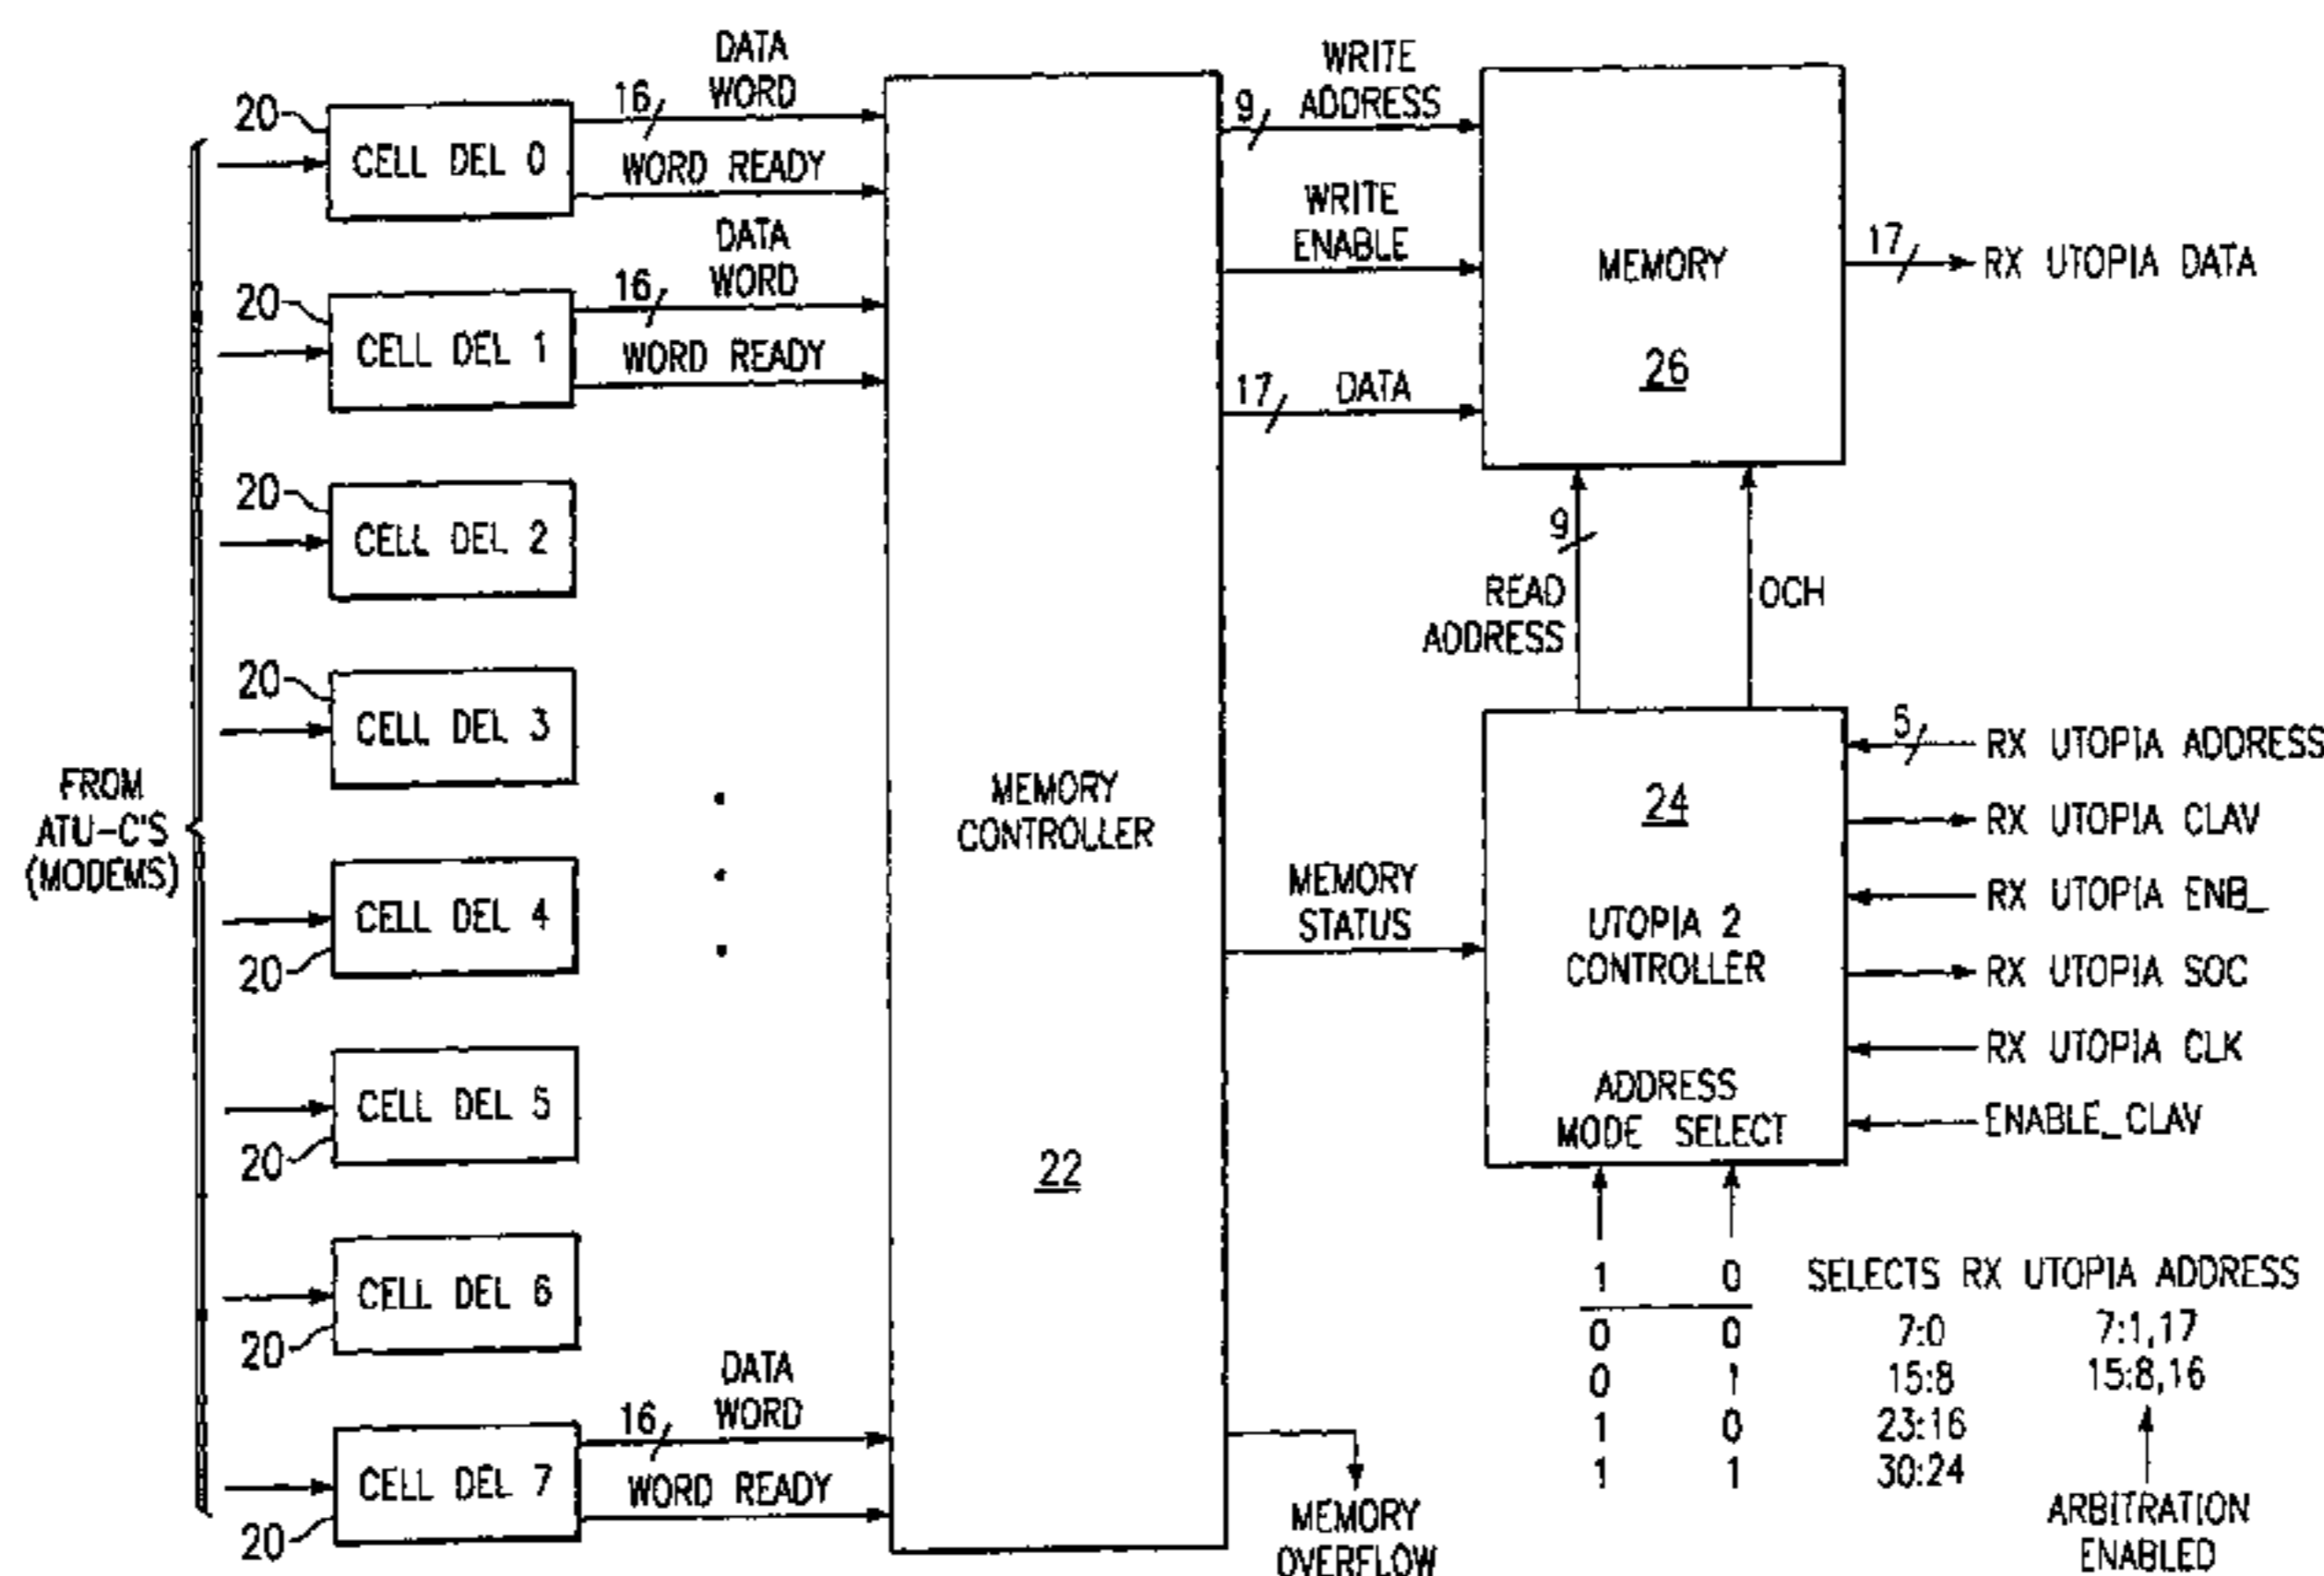 FROM
ATU-C'S
(MODEMS)
20
CELL DEL 0
16
DATA
WORD
WORD READY
20
CELL DEL 1
16
DATA
WORD
WORD READY
20
CELL DEL 2
20
CELL DEL 3
CELL DEL 4
20
CELL DEL 5
20
CELL DEL 6
20
CELL DEL 7
20
16
DATA
WORD
WORD READY
MEMORY
CONTROLLER
22
9
WRITE
ADDRESS
WRITE
ENABLE
17
DATA
MEMORY
STATUS
MEMORY
OVERFLOW
MEMORY
26
17
RX UTOPIA DATA
9
READ
ADDRESS
OCH
24
UTOPIA 2
CONTROLLER
ADDRESS
MODE SELECT
5
RX UTOPIA ADDRESS
RX UTOPIA CLAV
RX UTOPIA ENB_
RX UTOPIA SOC
RX UTOPIA CLK
ENABLE_CLAV
1 0 SELECTS RX UTOPIA ADDRESS
0 0 7:0 7:1,17
0 1 15:8 15:8,16
1 0 23:16
1 1 30:24
ARBITRATION
ENABLED